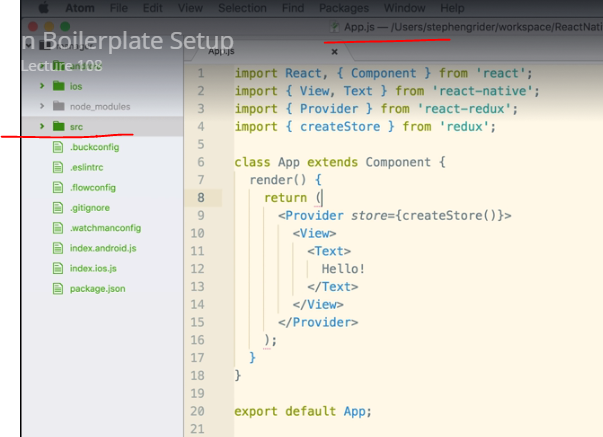 Atom File Edit View Selection Find Packages Window Help
App.js — /Users/stephengrider/workspace/ReactNati
n Boilerplate Setup
Lecture 108
App.js
ios
node_modules
src
.buckconfig
.eslintrc
.flowconfig
.gitignore
.watchmanconfig
index.android.js
index.ios.js
package.json
1 import React, { Component } from 'react';
2 import { View, Text } from 'react-native';
3 import { Provider } from 'react-redux';
4 import { createStore } from 'redux';
5
6 class App extends Component {
7 render() {
8 return (
9 <Provider store={createStore()}>
10 <View>
11 <Text>
12 Hello!
13 </Text>
14 </View>
15 </Provider>
16 );
17 }
18 }
19
20 export default App;
21